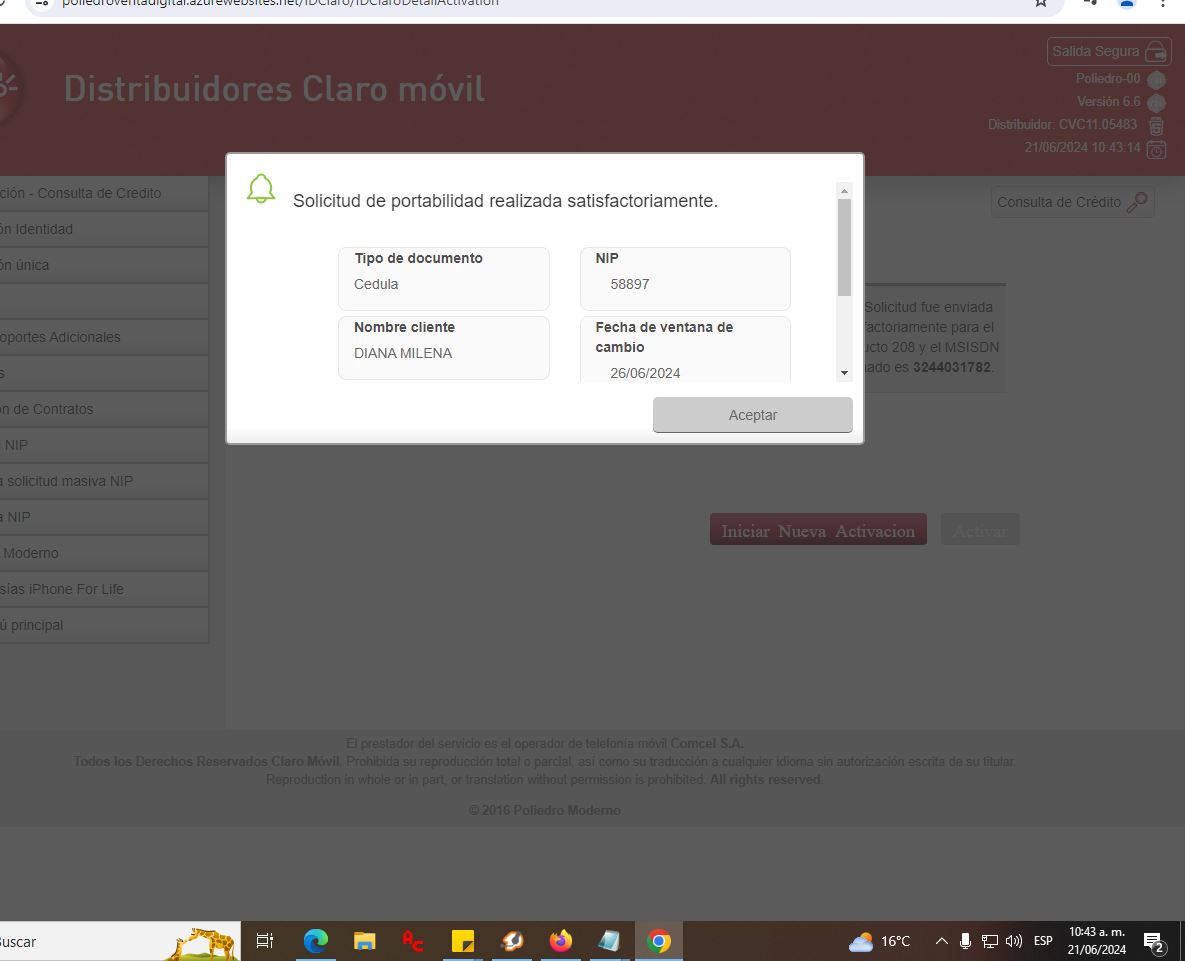 poliedroventadigital.azurewebsites.net/IDClaro/IDClaroDetailActivation
Distribuidores Claro móvil
Salida Segura
Poliedro-00
Versión 6.6
Distribuidor: CVC11.05483
21/06/2024 10:43:14
ción - Consulta de Credito
ón Identidad
ón única
oportes Adicionales
s
ón de Contratos
NIP
a solicitud masiva NIP
a NIP
Moderno
sías iPhone For Life
ú principal
Consulta de Crédito
Solicitud de portabilidad realizada satisfactoriamente.
Tipo de documento
Cedula
NIP
58897
Nombre cliente
DIANA MILENA
Fecha de ventana de
cambio
26/06/2024
Aceptar
Solicitud fue enviada
factoriamente para el
ucto 208 y el MSISDN
nado es 3244031782.
Iniciar Nueva Activacion
Activar
El prestador del servicio es el operador de telefonía móvil Comcel S.A.
Todos los Derechos Reservados Claro Móvil. Prohibida su reproducción total o parcial, así como su traducción a cualquier idioma sin autorización escrita de su titular.
Reproduction in whole or in part, or translation without permission is prohibited. All rights reserved.
© 2016 Poliedro Moderno
Buscar
16°C
ESP
10:43 a. m.
21/06/2024
2